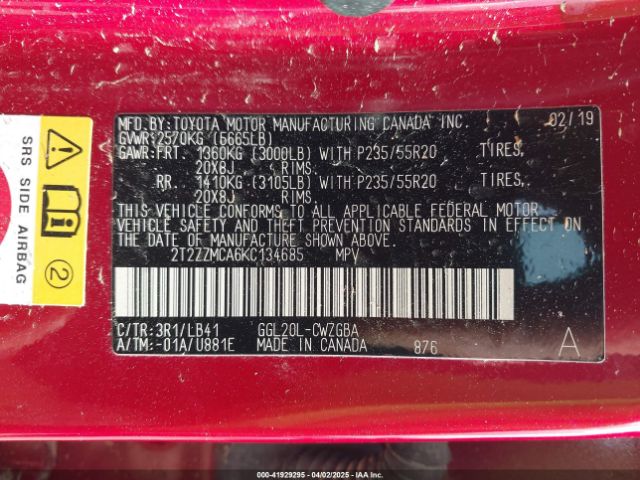 MFD. BY: TOYOTA MOTOR MANUFACTURING CANADA INC. 02/19
GVWR: 2570KG (5665LB)
GAWR:FRT. 1360KG (3000LB) WITH P235/55R20 TIRES,
20X8J RIMS.
RR. 1410KG (3105LB) WITH P235/55R20 TIRES,
20X8J RIMS.
THIS VEHICLE CONFORMS TO ALL APPLICABLE FEDERAL MOTOR
VEHICLE SAFETY AND THEFT PREVENTION STANDARDS IN EFFECT ON
THE DATE OF MANUFACTURE SHOWN ABOVE.
2T2ZZMCA6KC134685 MPV
C/TR: 3R1/LB41 GGL20L-CWZGBA
A/TM: -01A/U881E MADE IN CANADA 876 A
SRS SIDE AIRBAG
2
000-41929295 - 04/02/2025 - IAAI.COM